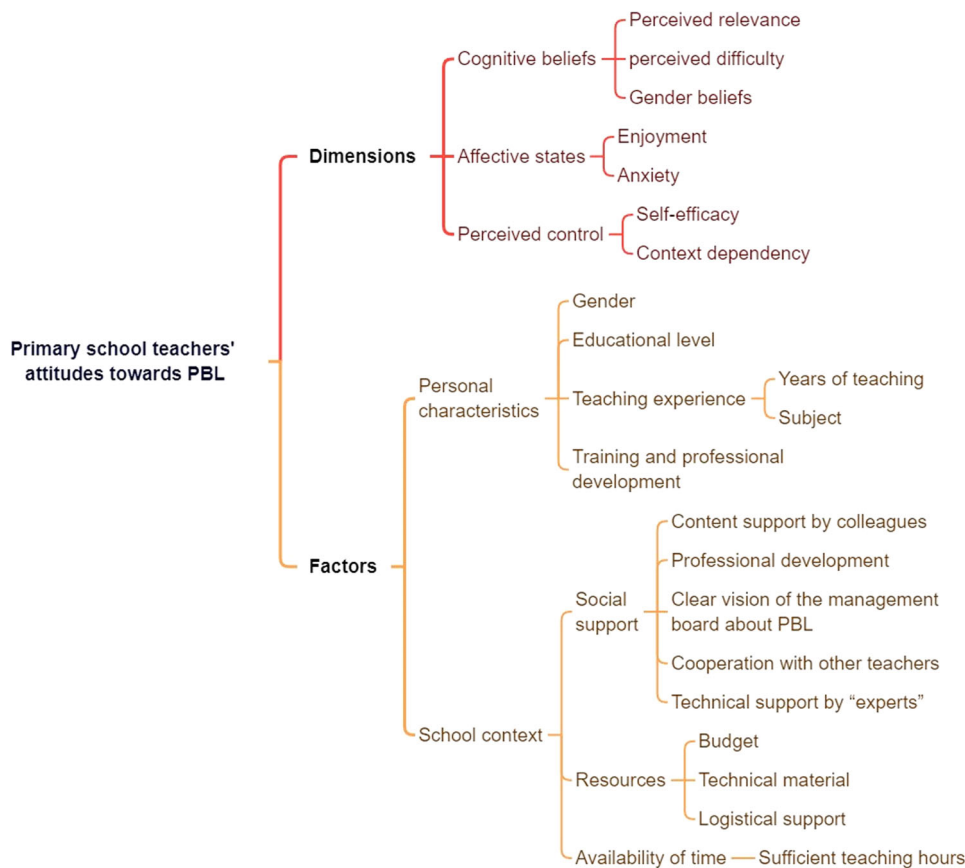 Primary school teachers'
attitudes towards PBL
Dimensions
Cognitive beliefs
Perceived relevance
perceived difficulty
Gender beliefs
Affective states
Enjoyment
Anxiety
Perceived control
Self-efficacy
Context dependency
Factors
Personal
characteristics
Gender
Educational level
Teaching experience
Years of teaching
Subject
Training and professional
development
School context
Social
support
Content support by colleagues
Professional development
Clear vision of the management
board about PBL
Cooperation with other teachers
Technical support by “experts”
Resources
Budget
Technical material
Logistical support
Availability of time
Sufficient teaching hours